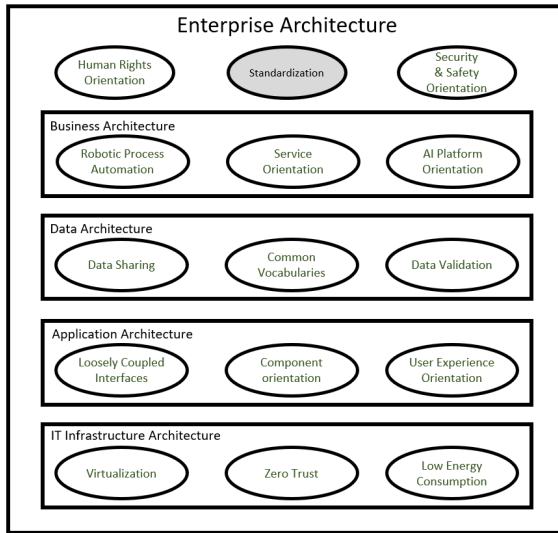 Enterprise Architecture
Human Rights
Orientation
Standardization
Security
& Safety
Orientation
Business Architecture
Robotic Process
Automation
Service
Orientation
AI Platform
Orientation
Data Architecture
Data Sharing
Common
Vocabularies
Data Validation
Application Architecture
Loosely Coupled
Interfaces
Component
orientation
User Experience
Orientation
IT Infrastructure Architecture
Virtualization
Zero Trust
Low Energy
Consumption